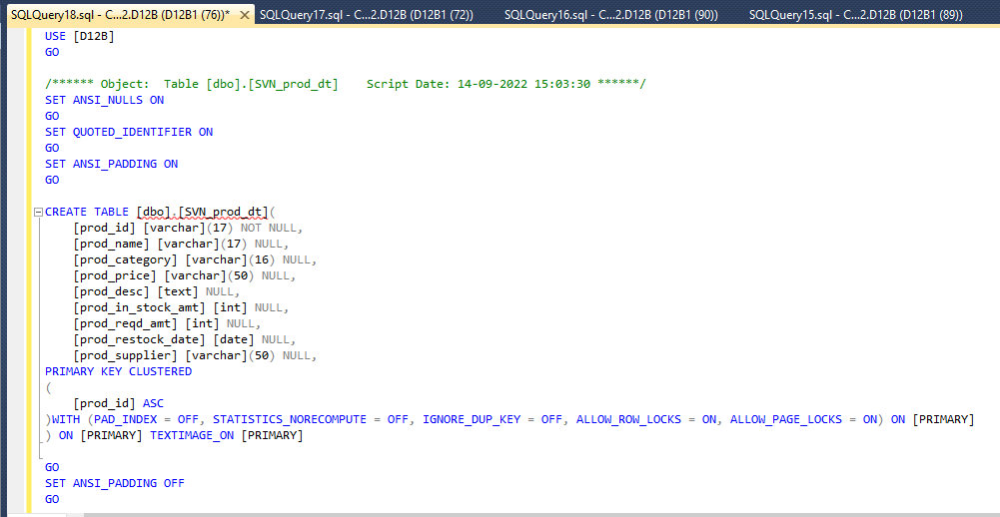 SQLQuery18.sql - C...2.D12B (D12B1 (76))* SQLQuery17.sql - C...2.D12B (D12B1 (72)) SQLQuery16.sql - C...2.D12B (D12B1 (90)) SQLQuery15.sql - C...2.D12B (D12B1 (89))
USE [D12B]
GO
/****** Object:  Table [dbo].[SVN_prod_dt]    Script Date: 14-09-2022 15:03:30 ******/
SET ANSI_NULLS ON
GO
SET QUOTED_IDENTIFIER ON
GO
SET ANSI_PADDING ON
GO
CREATE TABLE [dbo].[SVN_prod_dt](
    [prod_id] [varchar](17) NOT NULL,
    [prod_name] [varchar](17) NULL,
    [prod_category] [varchar](16) NULL,
    [prod_price] [varchar](50) NULL,
    [prod_desc] [text] NULL,
    [prod_in_stock_amt] [int] NULL,
    [prod_reqd_amt] [int] NULL,
    [prod_restock_date] [date] NULL,
    [prod_supplier] [varchar](50) NULL,
PRIMARY KEY CLUSTERED
(
    [prod_id] ASC
)WITH (PAD_INDEX = OFF, STATISTICS_NORECOMPUTE = OFF, IGNORE_DUP_KEY = OFF, ALLOW_ROW_LOCKS = ON, ALLOW_PAGE_LOCKS = ON) ON [PRIMARY]
) ON [PRIMARY] TEXTIMAGE_ON [PRIMARY]
GO
SET ANSI_PADDING OFF
GO